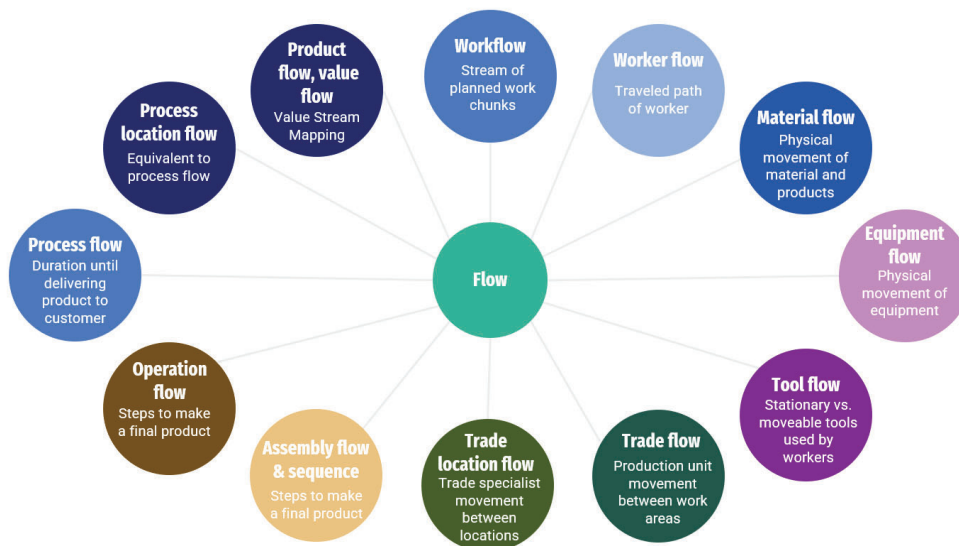 Workflow
Stream of
planned work
chunks
Worker flow
Traveled path
of worker
Material flow
Physical
movement of
material and
products
Equipment
flow
Physical
movement of
equipment
Tool flow
Stationary vs.
moveable tools
used by
workers
Trade flow
Production unit
movement
between work
areas
Trade
location flow
Trade specialist
movement
between
locations
Assembly flow
& sequence
Steps to make
a final product
Operation
flow
Steps to make
a final product
Process flow
Duration until
delivering
product to
customer
Process
location flow
Equivalent to
process flow
Product
flow, value
flow
Value Stream
Mapping
Flow